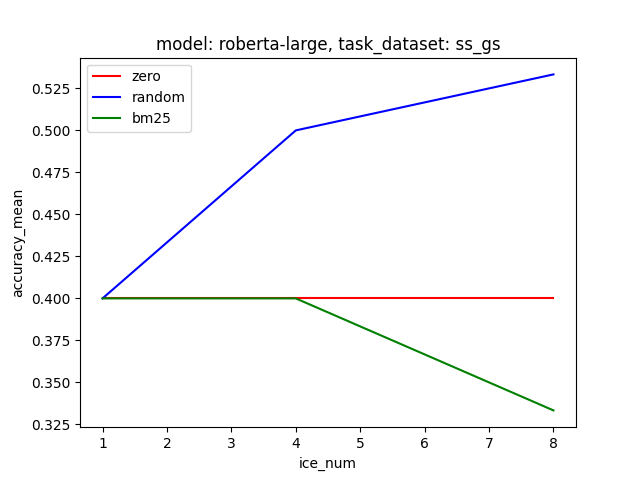 model: roberta-large, task_dataset: ss_gs
zero
random
bm25
accuracy_mean
0.525
0.500
0.475
0.450
0.425
0.400
0.375
0.350
0.325
1 2 3 4 5 6 7 8
ice_num